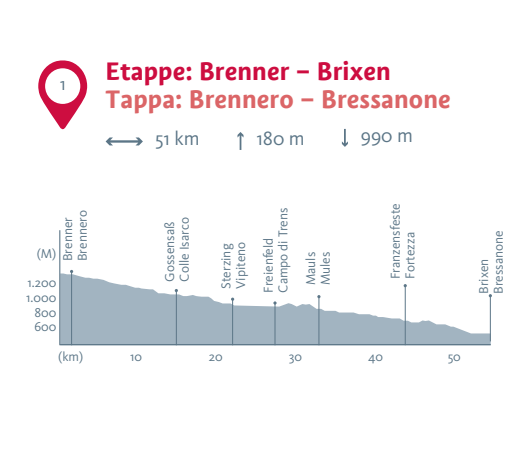 1
Etappe: Brenner – Brixen
Tappa: Brennero – Bressanone
51 km
180 m
990 m
Brenner
Brennero
Gossensaß
Colle Isarco
Sterzing
Vipiteno
Freienfeld
Campo di Trens
Mauls
Mules
Franzensfeste
Fortezza
Brixen
Bressanone
(M)
1.200
1.000
800
600
(km) 10 20 30 40 50